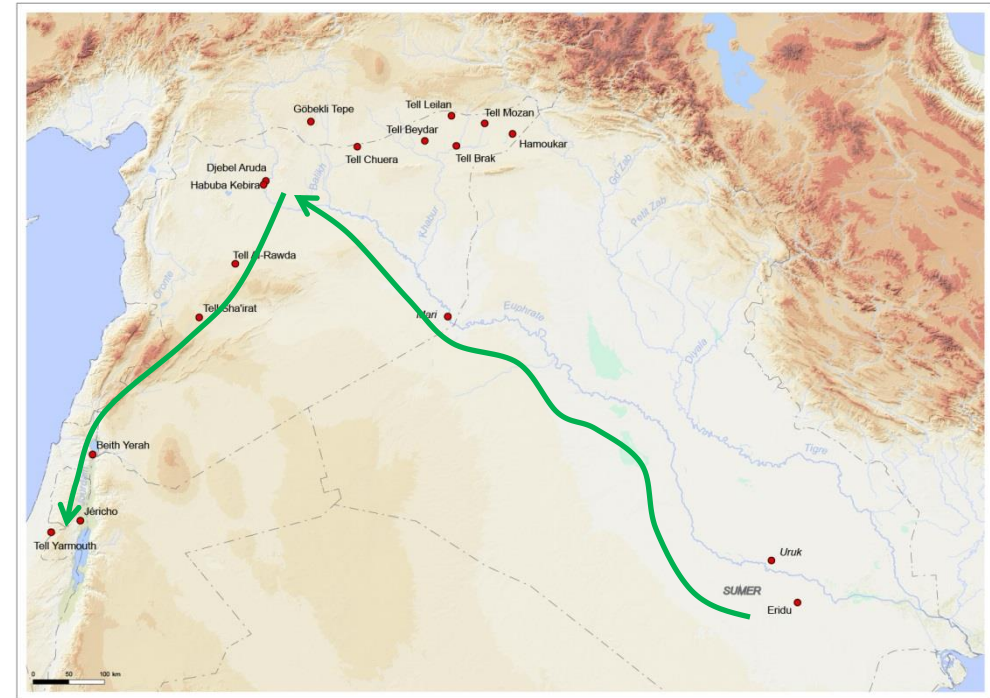 Göbekli Tepe
Tell Leilan
Tell Mozan
Tell Beydar
Hamoukar
Tell Chuera
Tell Brak
Djebel Aruda
Habuba Kebira
Balikh
Khabur
Gd Zab
Petit Zab
Tell Al-Rawda
Oronte
Tell Sha'irat
Mari
Euphrate
Diyala
Beith Yerah
Tigre
Jéricho
Tell Yarmouth
Uruk
SUMER
Eridu
0 50 100 km